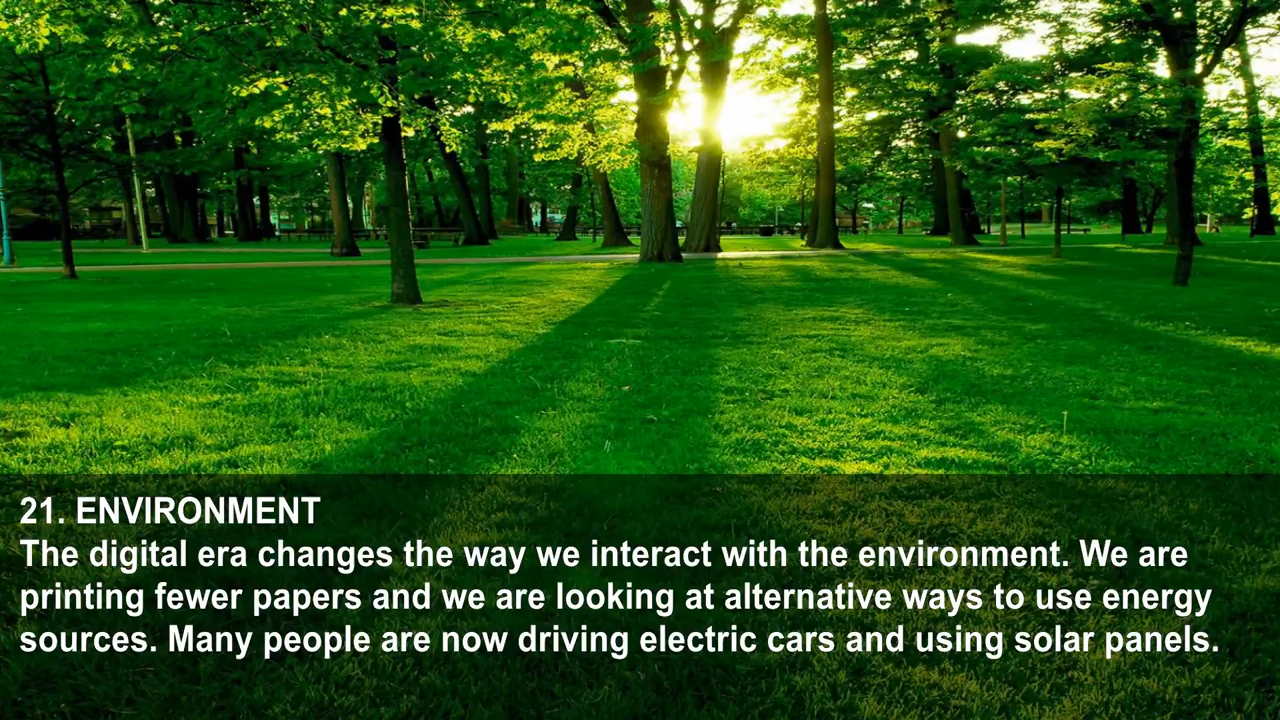 21. ENVIRONMENT
The digital era changes the way we interact with the environment. We are
printing fewer papers and we are looking at alternative ways to use energy
sources. Many people are now driving electric cars and using solar panels.